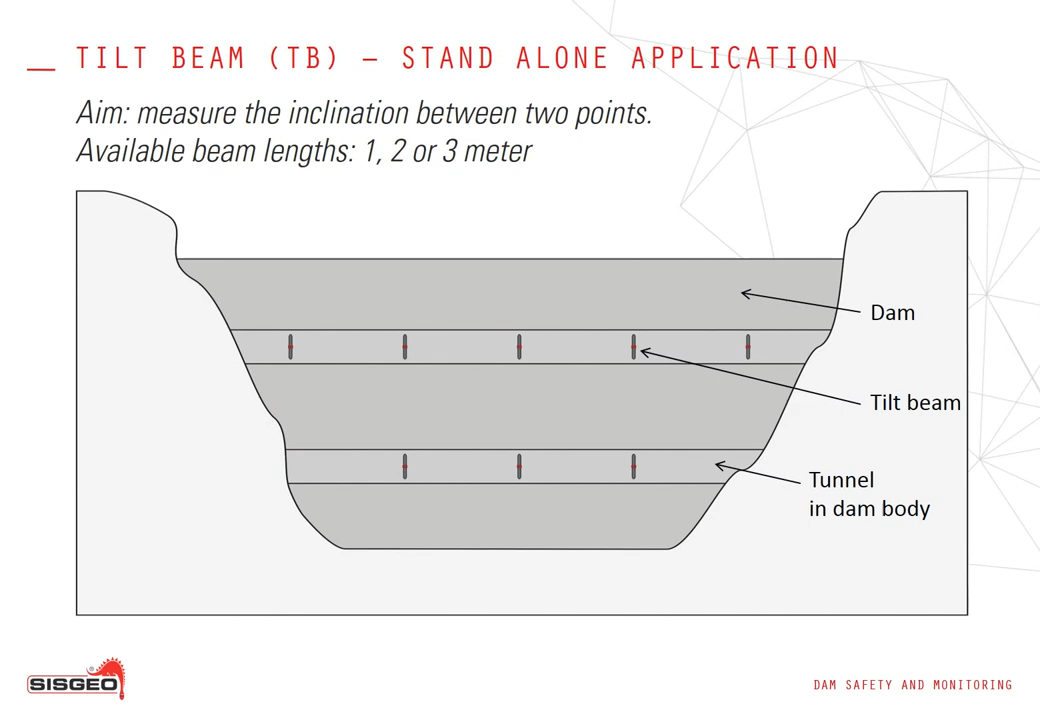 TILT BEAM (TB) – STAND ALONE APPLICATION
Aim: measure the inclination between two points.
Available beam lengths: 1, 2 or 3 meter
Dam
Tilt beam
Tunnel
in dam body
SISGEO®
DAM SAFETY AND MONITORING